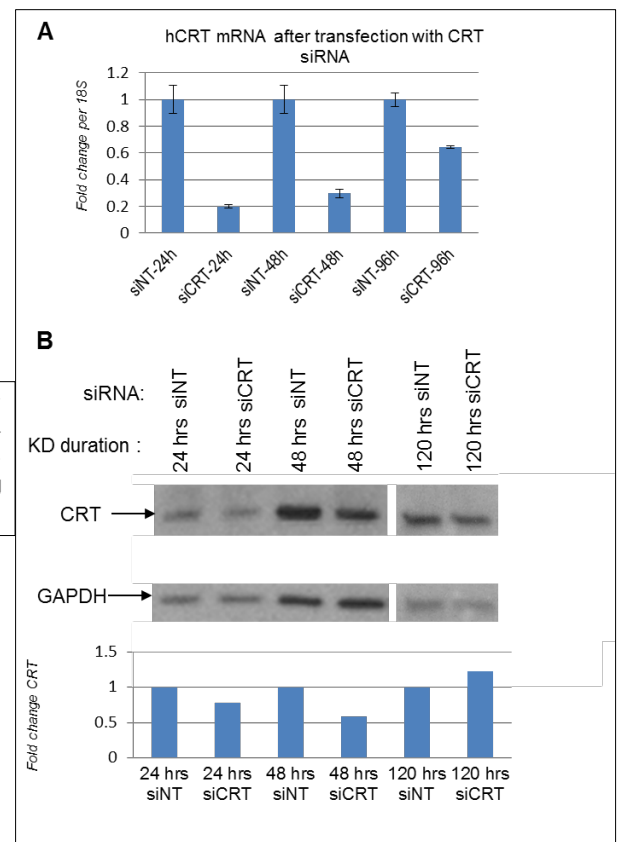 A
hCRT mRNA after transfection with CRT
siRNA
Fold change per 18S
1.2
1
0.8
0.6
0.4
0.2
0
siNT-24h
siCRT-24h
siNT-48h
siCRT-48h
siNT-96h
siCRT-96h
B
siRNA:
KD duration :
24 hrs siNT
24 hrs siCRT
48 hrs siNT
48 hrs siCRT
120 hrs siNT
120 hrs siCRT
CRT
GAPDH
Fold change CRT
1.5
1
0.5
0
24 hrs 24 hrs 48 hrs 48 hrs 120 hrs 120 hrs
siNT siCRT siNT siCRT siNT siCRT